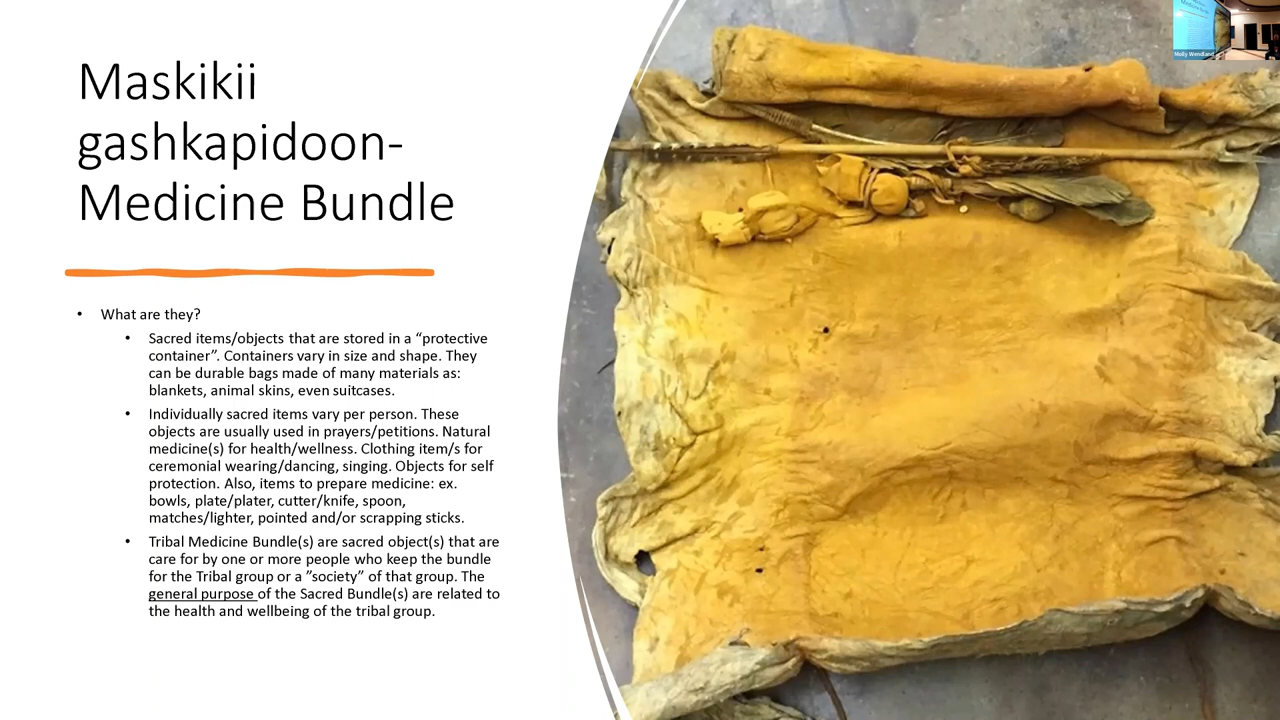 Maskikii
gashkapidoon-
Medicine Bundle
• What are they?
• Sacred items/objects that are stored in a “protective
container”. Containers vary in size and shape. They
can be durable bags made of many materials as:
blankets, animal skins, even suitcases.
• Individually sacred items vary per person. These
objects are usually used in prayers/petitions. Natural
medicine(s) for health/wellness. Clothing item/s for
ceremonial wearing/dancing, singing. Objects for self
protection. Also, items to prepare medicine: ex.
bowls, plate/plater, cutter/knife, spoon,
matches/lighter, pointed and/or scrapping sticks.
• Tribal Medicine Bundle(s) are sacred object(s) that are
care for by one or more people who keep the bundle
for the Tribal group or a ”society” of that group. The
general purpose of the Sacred Bundle(s) are related to
the health and wellbeing of the tribal group.
Molly Wendland